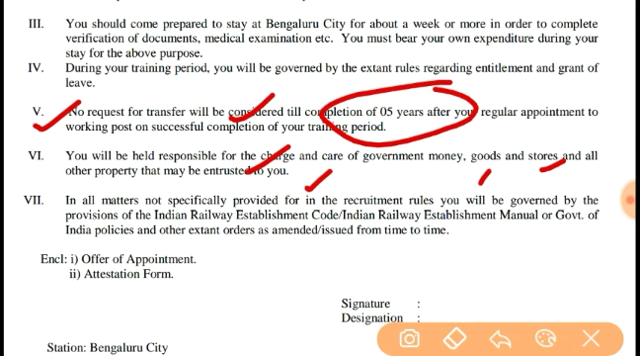 III. You should come prepared to stay at Bengaluru City for about a week or more in order to complete
verification of documents, medical examination etc. You must bear your own expenditure during your
stay for the above purpose.
IV. During your training period, you will be governed by the extant rules regarding entitlement and grant of
leave.
V. No request for transfer will be considered till completion of 05 years after your regular appointment to
working post on successful completion of your training period.
VI. You will be held responsible for the charge and care of government money, goods and stores and all
other property that may be entrusted to you.
VII. In all matters not specifically provided for in the recruitment rules you will be governed by the
provisions of the Indian Railway Establishment Code/Indian Railway Establishment Manual or Govt. of
India policies and other extant orders as amended/issued from time to time.
Encl: i) Offer of Appointment.
ii) Attestation Form.
Signature :
Designation :
Station: Bengaluru City